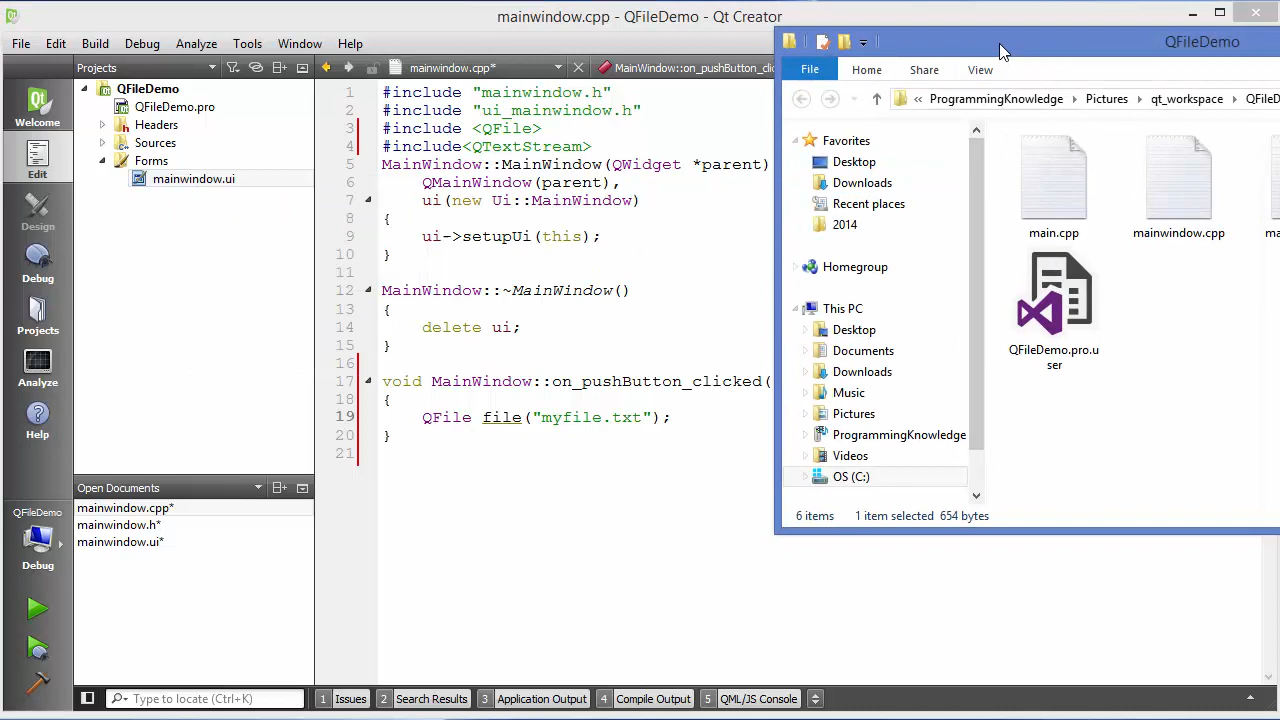 mainwindow.cpp - QFileDemo - Qt Creator
File Edit Build Debug Analyze Tools Window Help
Projects
mainwindow.cpp*
MainWindow::on_pushButton_cli
Welcome
Edit
Design
Debug
Projects
Analyze
Help
QFileDemo
Debug
QFileDemo
QFileDemo.pro
Headers
Sources
Forms
mainwindow.ui
Open Documents
mainwindow.cpp*
mainwindow.h*
mainwindow.ui*
1 #include "mainwindow.h"
2 #include "ui_mainwindow.h"
3 #include <QFile>
4 #include<QTextStream>
5 MainWindow::MainWindow(QWidget *parent)
6 QMainWindow(parent),
7 ui(new Ui::MainWindow)
8 {
9 ui->setupUi(this);
10 }
11
12 MainWindow::~MainWindow()
13 {
14 delete ui;
15 }
16
17 void MainWindow::on_pushButton_clicked(
18 {
19 QFile file("myfile.txt");
20 }
21
QFileDemo
File Home Share View
« ProgrammingKnowledge Pictures qt_workspace QFileD
Favorites
Desktop
Downloads
Recent places
2014
Homegroup
This PC
Desktop
Documents
Downloads
Music
Pictures
ProgrammingKnowledge
Videos
OS (C:)
main.cpp
mainwindow.cpp
ma
QFileDemo.pro.u
ser
6 items 1 item selected 654 bytes
Type to locate (Ctrl+K)
1 Issues 2 Search Results 3 Application Output 4 Compile Output 5 QML/JS Console